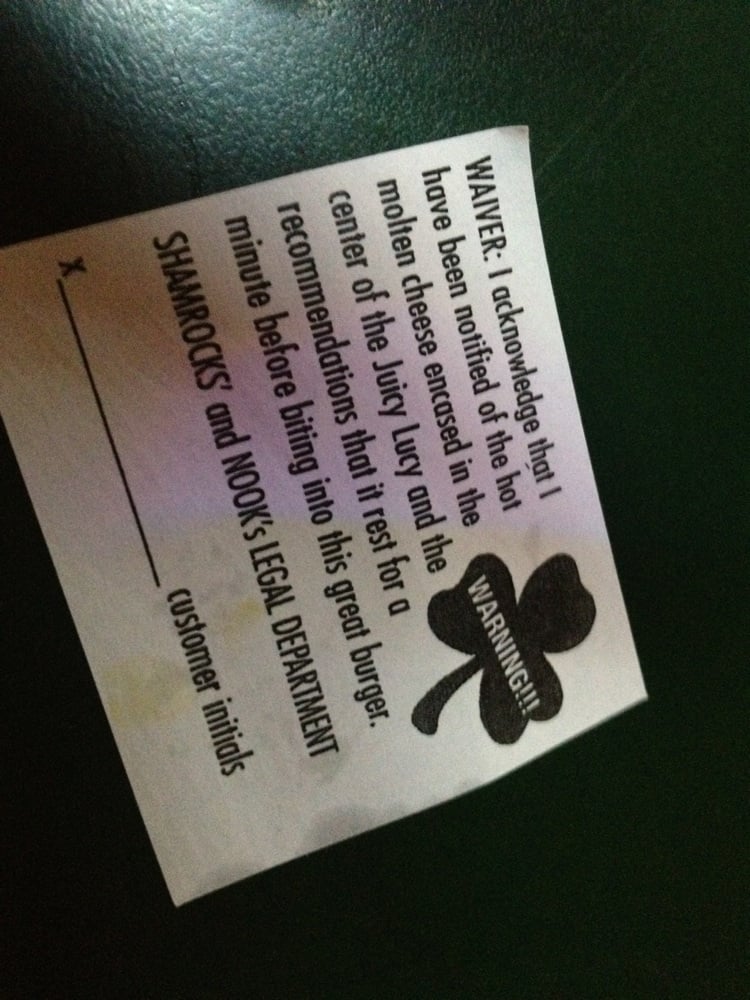 WAIVER: I acknowledge that I
have been notified of the hot
molten cheese encased in the
center of the Juicy Lucy and the
recommendations that it rest for a
minute before biting into this great burger.
SHAMROCKS' and NOOK's LEGAL DEPARTMENT
X__________ customer initials
WARNING!!!